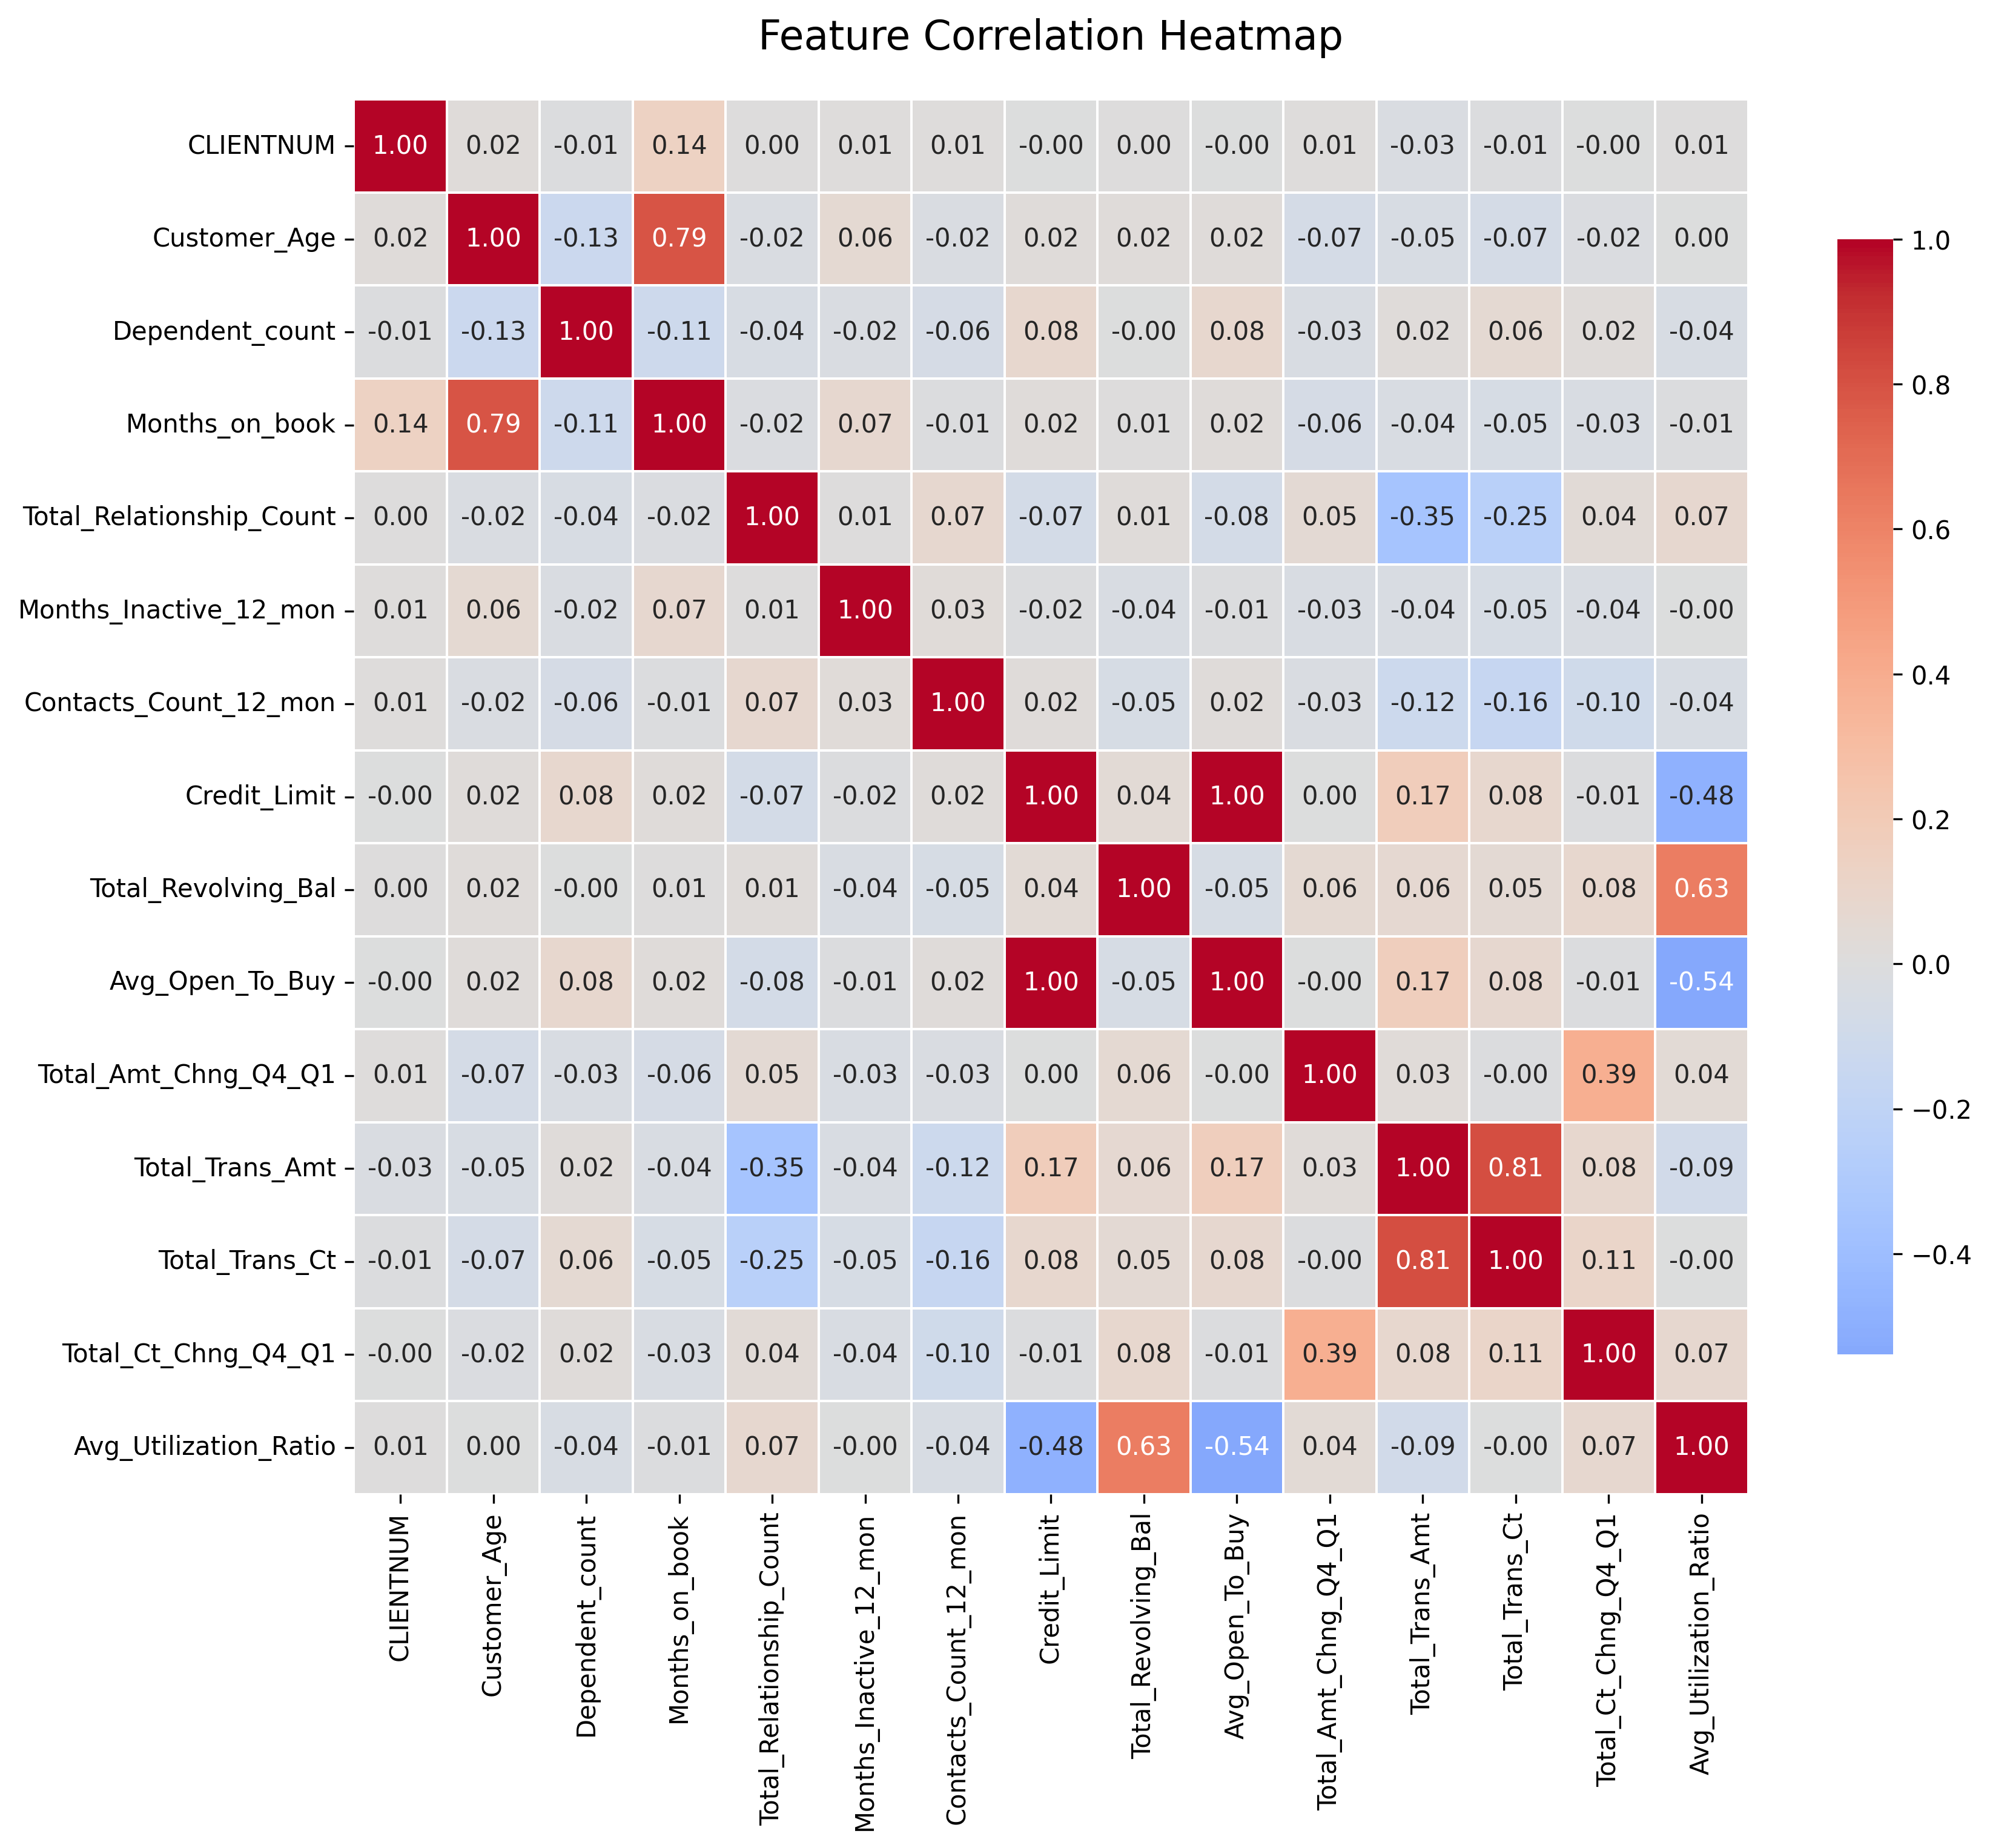 Feature Correlation Heatmap
CLIENTNUM 1.00 0.02 -0.01 0.14 0.00 0.01 0.01 -0.00 0.00 -0.00 0.01 -0.03 -0.01 -0.00 0.01
Customer_Age 0.02 1.00 -0.13 0.79 -0.02 0.06 -0.02 0.02 0.02 0.02 -0.07 -0.05 -0.07 -0.02 0.00
Dependent_count -0.01 -0.13 1.00 -0.11 -0.04 -0.02 -0.06 0.08 -0.00 0.08 -0.03 0.02 0.06 0.02 -0.04
Months_on_book 0.14 0.79 -0.11 1.00 -0.02 0.07 -0.01 0.02 0.01 0.02 -0.06 -0.04 -0.05 -0.03 -0.01
Total_Relationship_Count 0.00 -0.02 -0.04 -0.02 1.00 0.01 0.07 -0.07 0.01 -0.08 0.05 -0.35 -0.25 0.04 0.07
Months_Inactive_12_mon 0.01 0.06 -0.02 0.07 0.01 1.00 0.03 -0.02 -0.04 -0.01 -0.03 -0.04 -0.05 -0.04 -0.00
Contacts_Count_12_mon 0.01 -0.02 -0.06 -0.01 0.07 0.03 1.00 0.02 -0.05 0.02 -0.03 -0.12 -0.16 -0.10 -0.04
Credit_Limit -0.00 0.02 0.08 0.02 -0.07 -0.02 0.02 1.00 0.04 1.00 0.00 0.17 0.08 -0.01 -0.48
Total_Revolving_Bal 0.00 0.02 -0.00 0.01 0.01 -0.04 -0.05 0.04 1.00 -0.05 0.06 0.06 0.05 0.08 0.63
Avg_Open_To_Buy -0.00 0.02 0.08 0.02 -0.08 -0.01 0.02 1.00 -0.05 1.00 -0.00 0.17 0.08 -0.01 -0.54
Total_Amt_Chng_Q4_Q1 0.01 -0.07 -0.03 -0.06 0.05 -0.03 -0.03 0.00 0.06 -0.00 1.00 0.03 -0.00 0.39 0.04
Total_Trans_Amt -0.03 -0.05 0.02 -0.04 -0.35 -0.04 -0.12 0.17 0.06 0.17 0.03 1.00 0.81 0.08 -0.09
Total_Trans_Ct -0.01 -0.07 0.06 -0.05 -0.25 -0.05 -0.16 0.08 0.05 0.08 -0.00 0.81 1.00 0.11 -0.00
Total_Ct_Chng_Q4_Q1 -0.00 -0.02 0.02 -0.03 0.04 -0.04 -0.10 -0.01 0.08 -0.01 0.39 0.08 0.11 1.00 0.07
Avg_Utilization_Ratio 0.01 0.00 -0.04 -0.01 0.07 -0.00 -0.04 -0.48 0.63 -0.54 0.04 -0.09 -0.00 0.07 1.00
CLIENTNUM
Customer_Age
Dependent_count
Months_on_book
Total_Relationship_Count
Months_Inactive_12_mon
Contacts_Count_12_mon
Credit_Limit
Total_Revolving_Bal
Avg_Open_To_Buy
Total_Amt_Chng_Q4_Q1
Total_Trans_Amt
Total_Trans_Ct
Total_Ct_Chng_Q4_Q1
Avg_Utilization_Ratio
1.0
0.8
0.6
0.4
0.2
0.0
−0.2
−0.4